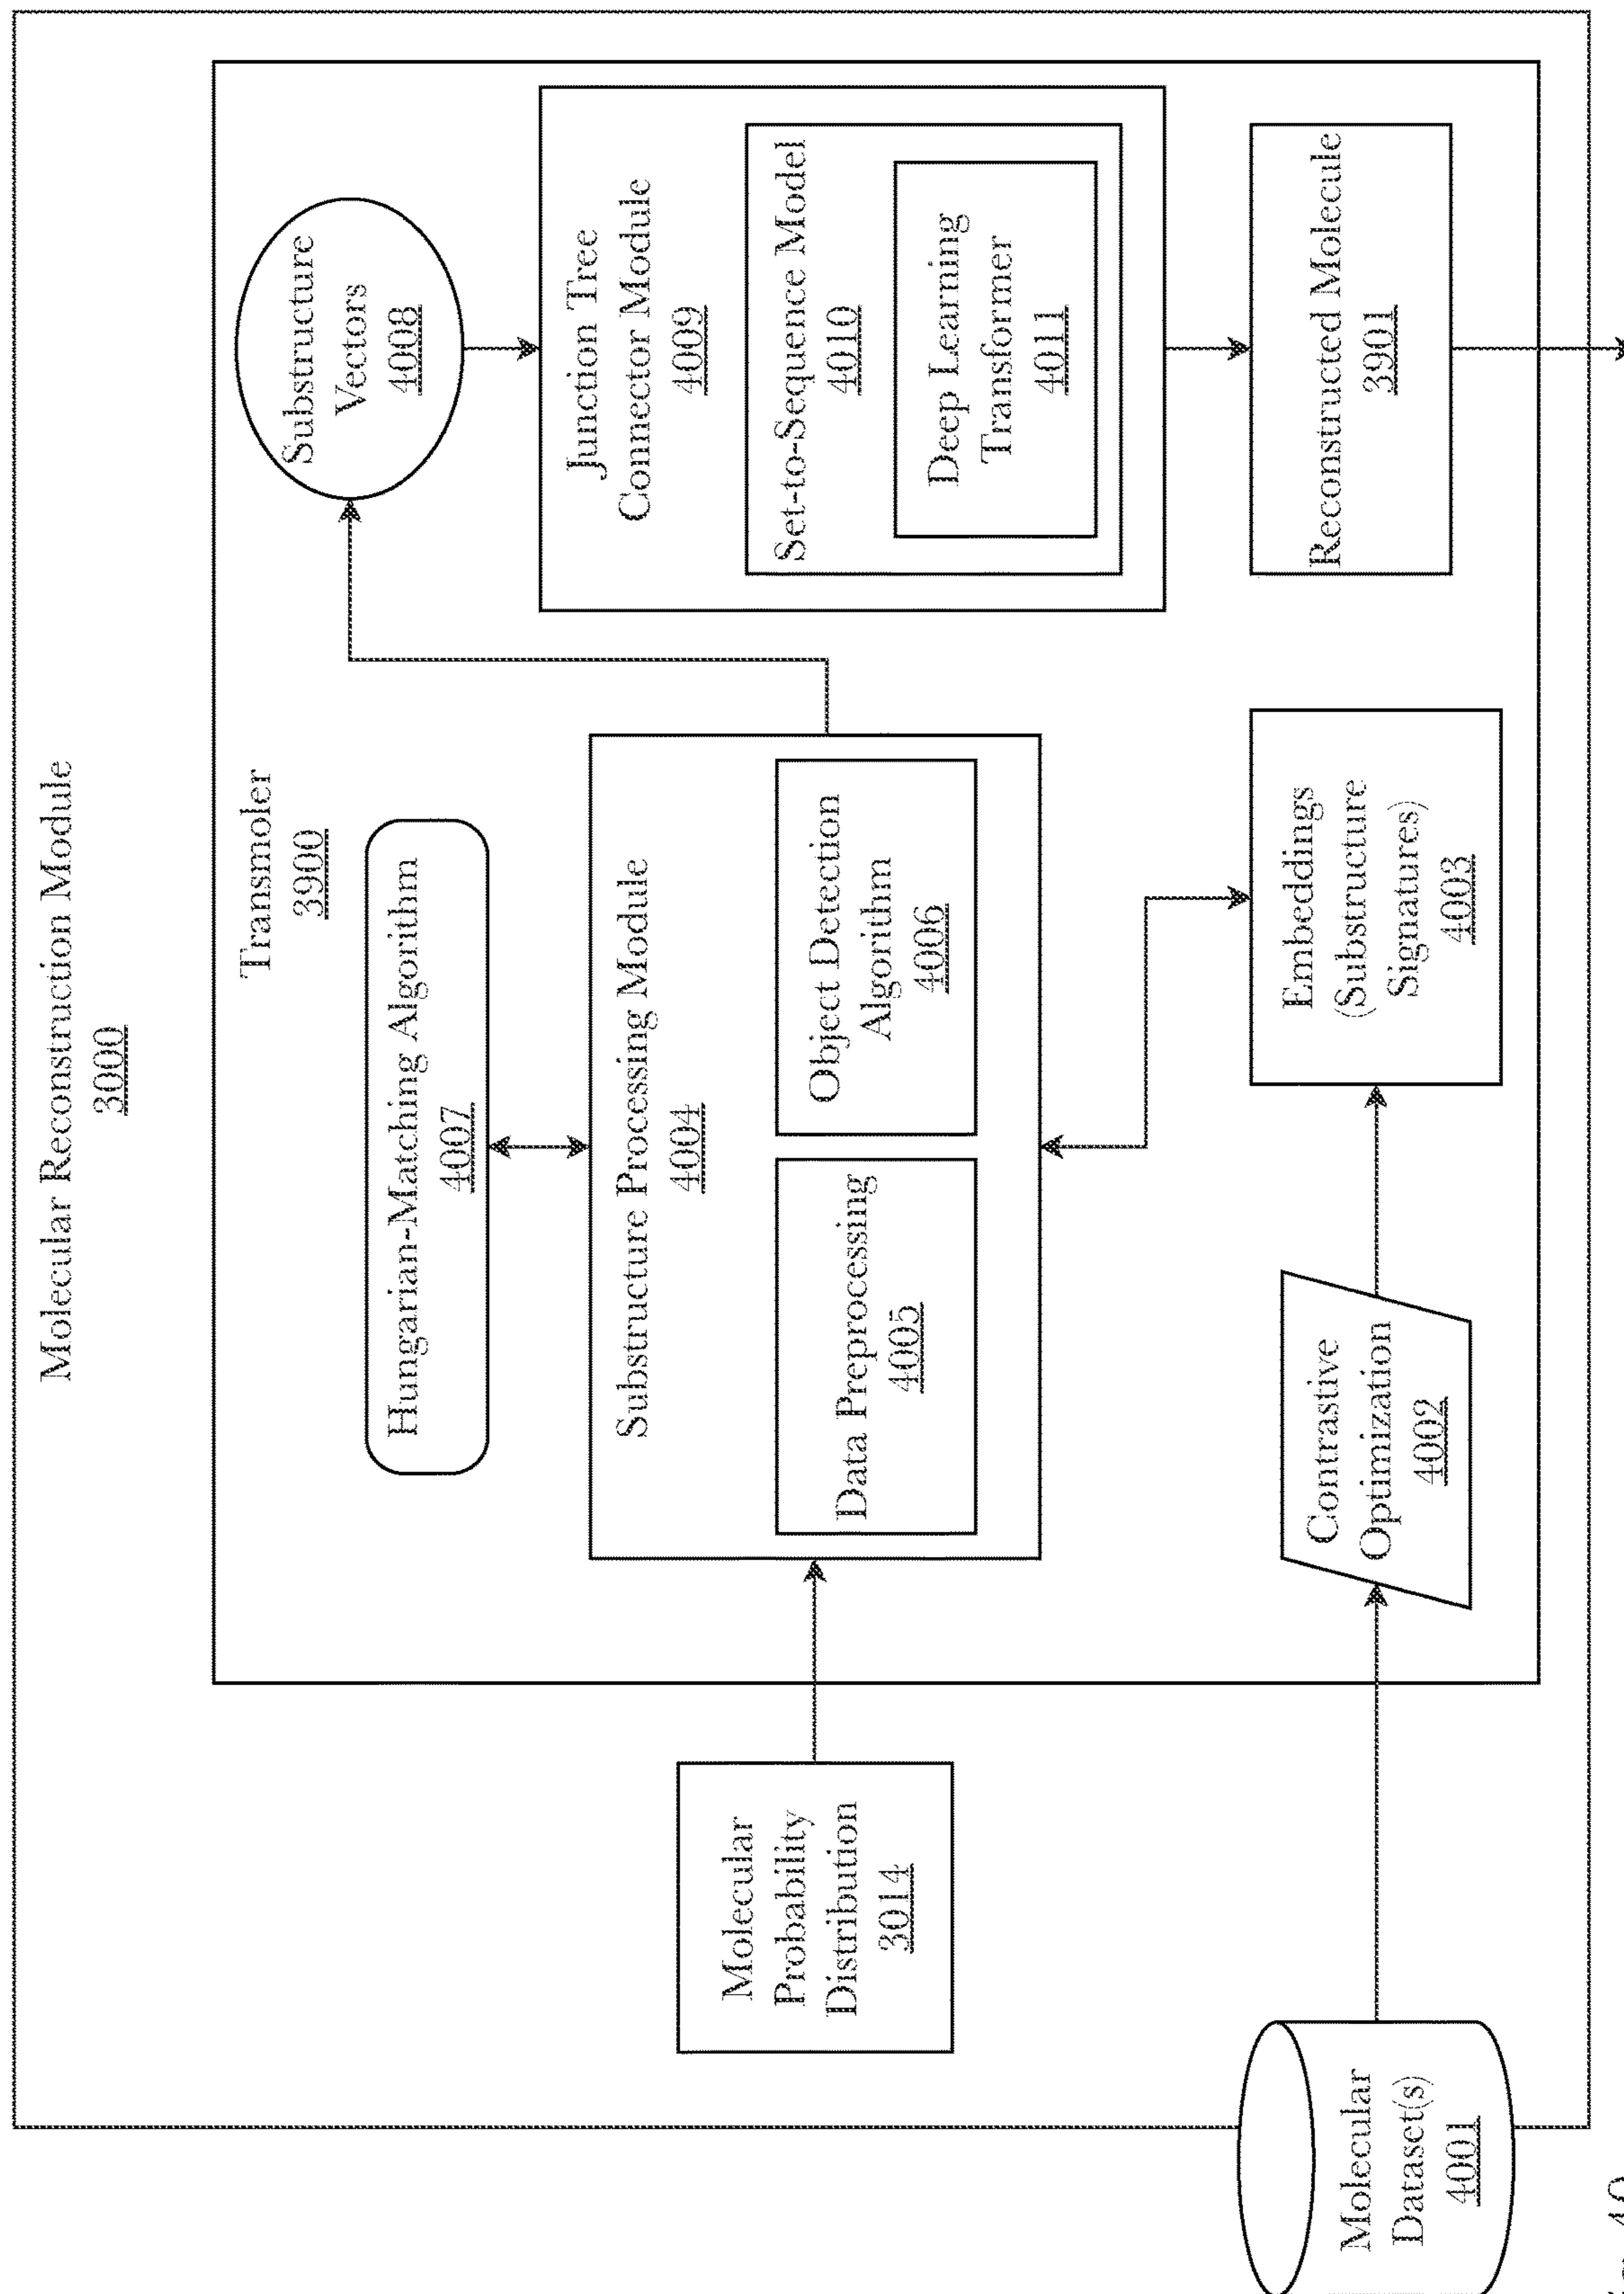 Molecular Reconstruction Module
3000
Transmoler
3900
Hungarian-Matching Algorithm
4007
Substructure Processing Module
4004
Data Preprocessing
4005
Object Detection
Algorithm
4006
Substructure
Vectors
4008
Junction Tree
Connector Module
4009
Set-to-Sequence Model
4010
Deep Learning
Transformer
4011
Reconstructed Molecule
3901
Molecular
Probability
Distribution
3014
Molecular
Dataset(s)
4001
Contrastive
Optimization
4002
Embeddings
(Substructure
Signatures)
4003